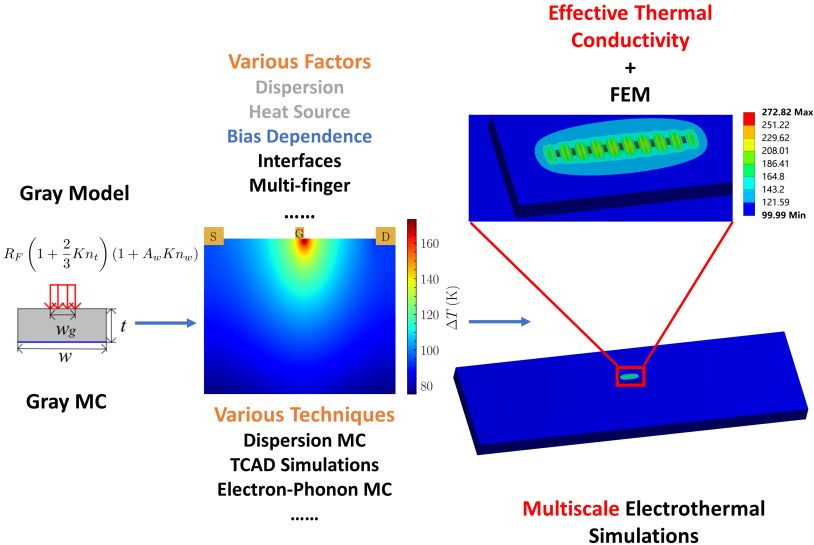 Gray Model
R_F (1 + 2/3 Kn_t) (1 + A_w Kn_w)
w_g
t
w
Gray MC
Various Factors
Dispersion
Heat Source
Bias Dependence
Interfaces
Multi-finger
......
S
G
D
160
140
120
100
80
ΔT (K)
Various Techniques
Dispersion MC
TCAD Simulations
Electron-Phonon MC
......
Effective Thermal
Conductivity
+
FEM
272.82 Max
251.22
229.62
208.01
186.41
164.8
143.2
121.59
99.99 Min
Multiscale Electrothermal
Simulations